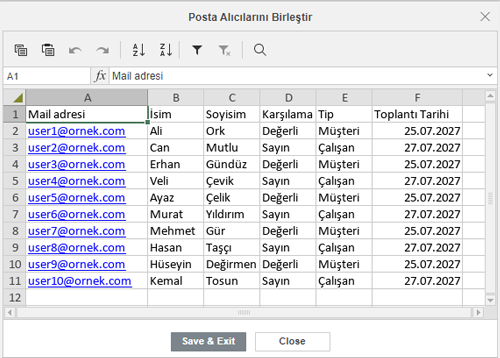 Posta Alıcılarını Birleştir
A1 fx Mail adresi
A B C D E F
1 Mail adresi İsim Soyisim Karşılama Tip Toplantı Tarihi
2 user1@ornek.com Ali Ork Değerli Müşteri 25.07.2027
3 user2@ornek.com Can Mutlu Sayın Çalışan 27.07.2027
4 user3@ornek.com Erhan Gündüz Değerli Müşteri 25.07.2027
5 user4@ornek.com Veli Çevik Sayın Çalışan 27.07.2027
6 user5@ornek.com Ayaz Çelik Değerli Müşteri 25.07.2027
7 user6@ornek.com Murat Yıldırım Sayın Çalışan 27.07.2027
8 user7@ornek.com Mehmet Gür Değerli Müşteri 25.07.2027
9 user8@ornek.com Hasan Taşçı Sayın Çalışan 27.07.2027
10 user9@ornek.com Hüseyin Değirmen Değerli Müşteri 25.07.2027
11 user10@ornek.com Kemal Tosun Sayın Çalışan 27.07.2027
12
Save & Exit Close